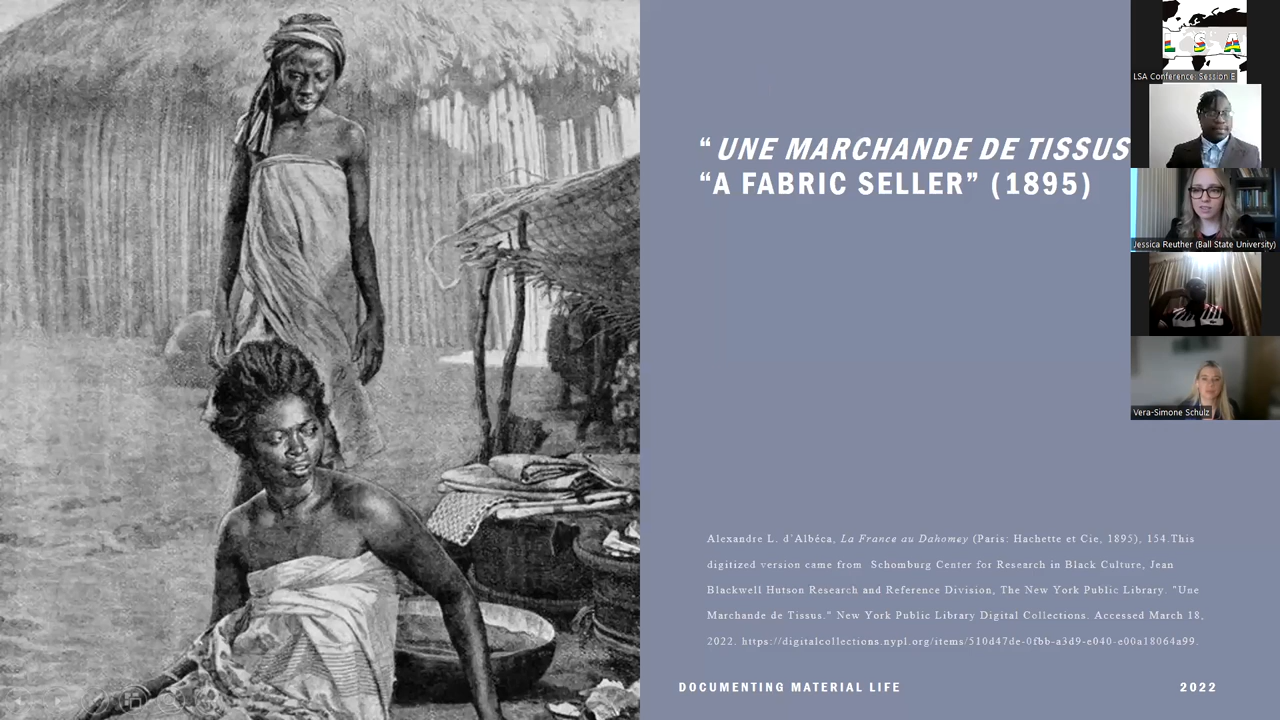 “ UNE MARCHANDE DE TISSUS
“A FABRIC SELLER” (1895)
Alexandre L. d'Albéca, La France au Dahomey (Paris: Hachette et Cie, 1895), 154.This
digitized version came from Schomburg Center for Research in Black Culture, Jean
Blackwell Hutson Research and Reference Division, The New York Public Library. "Une
Marchande de Tissus." New York Public Library Digital Collections. Accessed March 18,
2022. https://digitalcollections.nypl.org/items/510d47de-0fbb-a3d9-e040-e00a18064a99.
DOCUMENTING MATERIAL LIFE
2022
LSA
LSA Conference: Session E
Jessica Reuther (Ball State University)
Vera-Simone Schulz